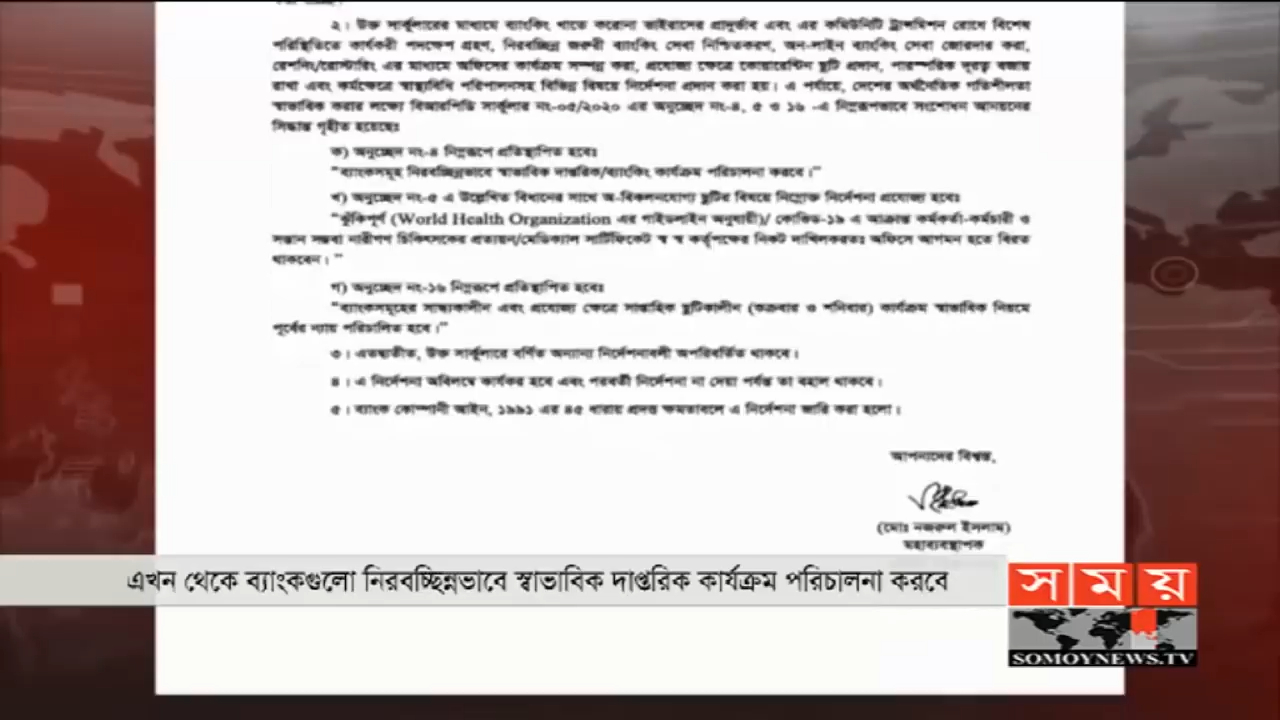 ২। উক্ত সার্কুলারের মাধ্যমে ব্যাংকিং খাতে করোনা ভাইরাসের প্রাদুর্ভাব এবং এর কমিউনিটি ট্রান্সমিশন রোধে বিশেষ
পরিস্থিতিতে কার্যকরী পদক্ষেপ গ্রহণ, নিরবচ্ছিন্ন জরুরী ব্যাংকিং সেবা নিশ্চিতকরণ, অন-লাইন ব্যাংকিং সেবা জোরদার করা,
রেশনিং/রোস্টারিং এর মাধ্যমে অফিসের কার্যক্রম সম্পন্ন করা, প্রযোজ্য ক্ষেত্রে কোয়ারেন্টিন ছুটি প্রদান, পারস্পরিক দূরত্ব বজায়
রাখা এবং কর্মক্ষেত্রে স্বাস্থ্যবিধি পরিপালনসহ বিভিন্ন বিষয়ে নির্দেশনা প্রদান করা হয়। এ পর্যায়ে, দেশের অর্থনৈতিক গতিশীলতা
স্বাভাবিক করার লক্ষ্যে বিআরপিডি সার্কুলার নং-০৫/২০২০ এর অনুচ্ছেদ নং-৪, ৫ ও ১৬ -এ নিম্নরূপভাবে সংশোধন আনয়নের
সিদ্ধান্ত গৃহীত হয়েছেঃ
ক) অনুচ্ছেদ নং-৪ নিম্নরূপে প্রতিস্থাপিত হবেঃ
"ব্যাংকসমূহ নিরবচ্ছিন্নভাবে স্বাভাবিক দাপ্তরিক/ব্যাংকিং কার্যক্রম পরিচালনা করবে।"
খ) অনুচ্ছেদ নং-৫ এ উল্লেখিত বিধানের সাথে অ-বিকলনযোগ্য ছুটির বিষয়ে নিম্নোক্ত নির্দেশনা প্রযোজ্য হবেঃ
"ঝুঁকিপূর্ণ (World Health Organization এর গাইডলাইন অনুযায়ী)/ কোভিড-১৯ এ আক্রান্ত কর্মকর্তা-কর্মচারী ও
সন্তান সম্ভবা নারীগণ চিকিৎসকের প্রত্যয়ন/মেডিক্যাল সার্টিফিকেট স্ব স্ব কর্তৃপক্ষের নিকট দাখিলকরতঃ অফিসে আগমন হতে বিরত
থাকবেন। "
গ) অনুচ্ছেদ নং-১৬ নিম্নরূপে প্রতিস্থাপিত হবেঃ
"ব্যাংকসমূহের সান্ধ্যকালীন এবং প্রযোজ্য ক্ষেত্রে সাপ্তাহিক ছুটিকালীন (শুক্রবার ও শনিবার) কার্যক্রম স্বাভাবিক নিয়মে
পূর্বের ন্যায় পরিচালিত হবে।"
৩। এতদ্ব্যতীত, উক্ত সার্কুলারে বর্ণিত অন্যান্য নির্দেশনাবলী অপরিবর্তিত থাকবে।
৪। এ নির্দেশনা অবিলম্বে কার্যকর হবে এবং পরবর্তী নির্দেশনা না দেয়া পর্যন্ত তা বহাল থাকবে।
৫। ব্যাংক কোম্পানী আইন, ১৯৯১ এর ৪৫ ধারায় প্রদত্ত ক্ষমতাবলে এ নির্দেশনা জারি করা হলো।
আপনাদের বিশ্বস্ত,
(মোঃ নজরুল ইসলাম)
মহাব্যবস্থাপক
এখন থেকে ব্যাংকগুলো নিরবচ্ছিন্নভাবে স্বাভাবিক দাপ্তরিক কার্যক্রম পরিচালনা করবে
সময়
SOMOYNEWS.TV